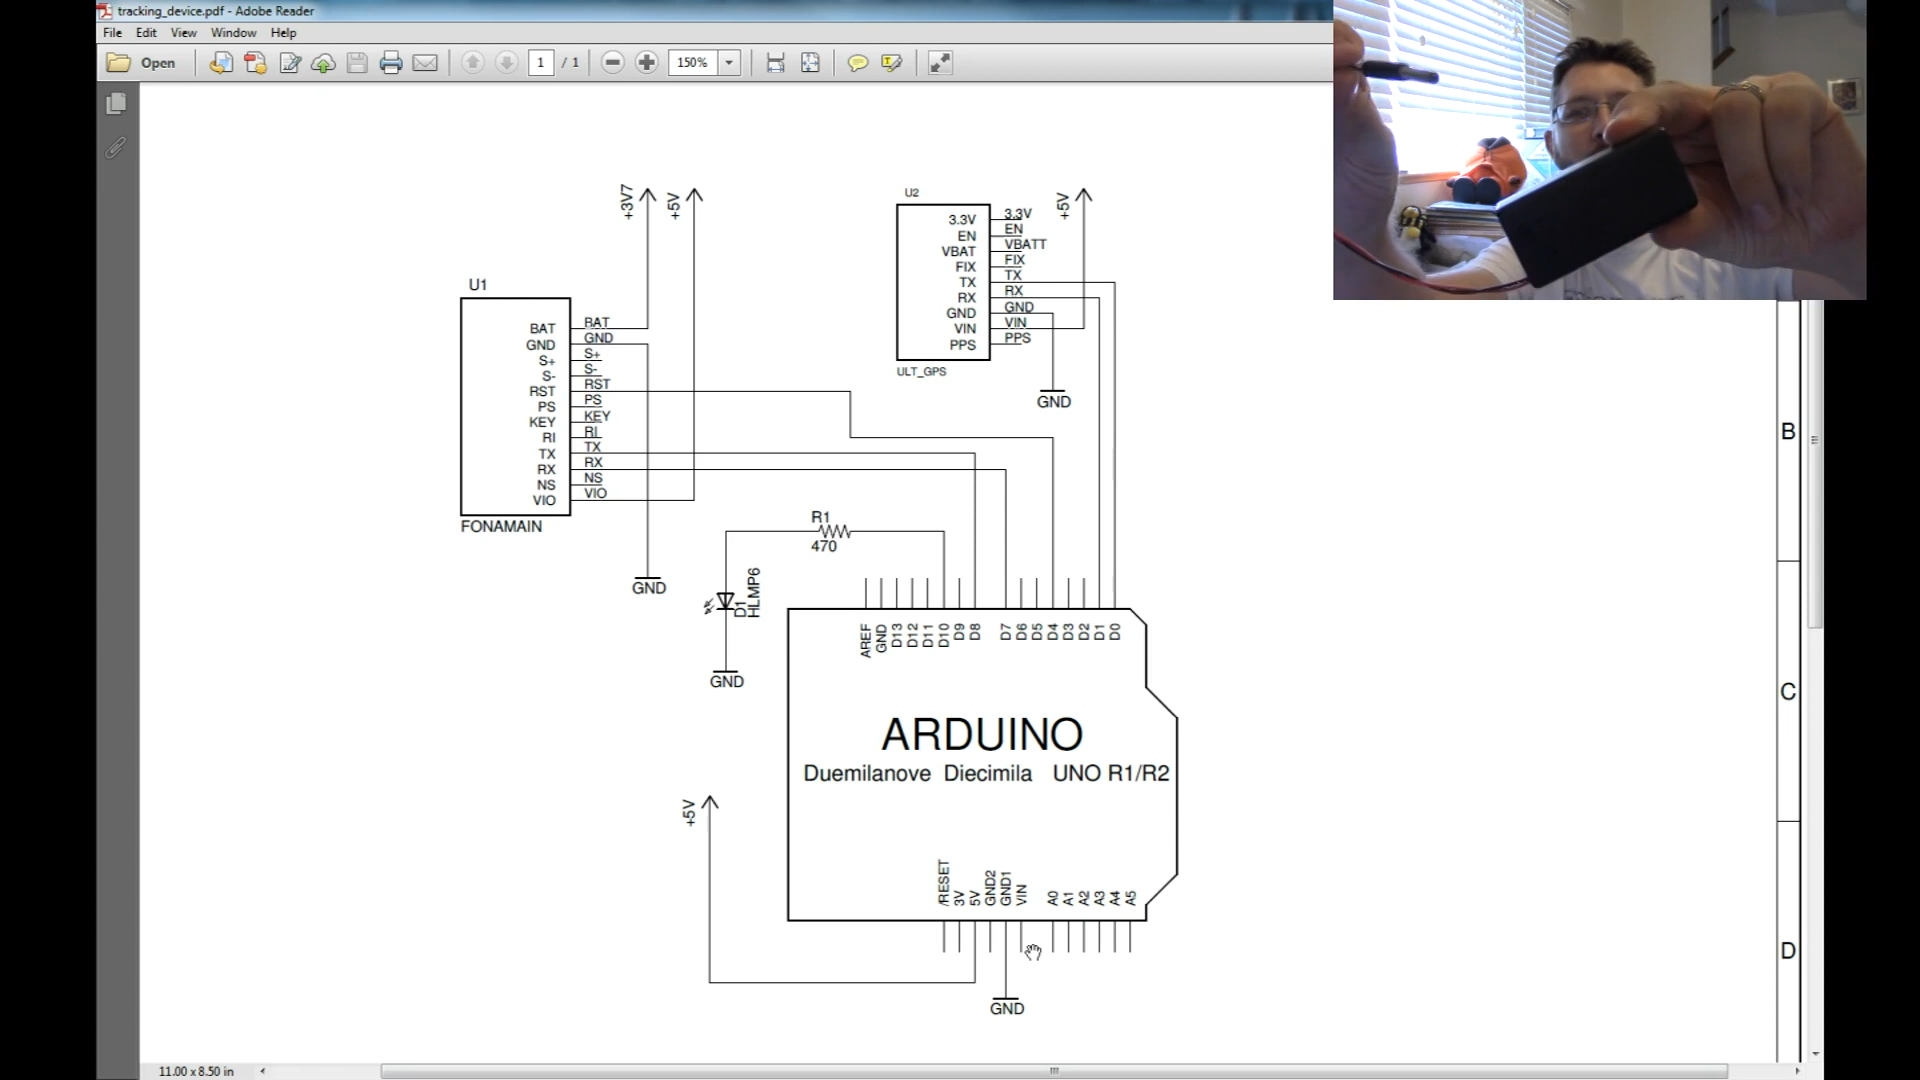 tracking_device.pdf - Adobe Reader
File Edit View Window Help
Open 1 / 1 150%
+3V7
+5V
U2
3.3V 3.3V
EN EN
VBAT VBATT
FIX FIX
TX TX
RX RX
GND GND
VIN VIN
PPS PPS
ULT_GPS
+5V
GND
U1
BAT BAT
GND GND
S+ S+
S- S-
RST RST
PS PS
KEY KEY
RI RI
TX TX
RX RX
NS NS
VIO VIO
FONAMAIN
GND
R1
470
D1
HLMP6
GND
AREF GND D13 D12 D11 D10 D9 D8 D7 D6 D5 D4 D3 D2 D1 D0
ARDUINO
Duemilanove Diecimila UNO R1/R2
+5V
/RESET 3V 5V GND2 GND1 VIN A0 A1 A2 A3 A4 A5
GND
B
C
D
11.00 x 8.50 in